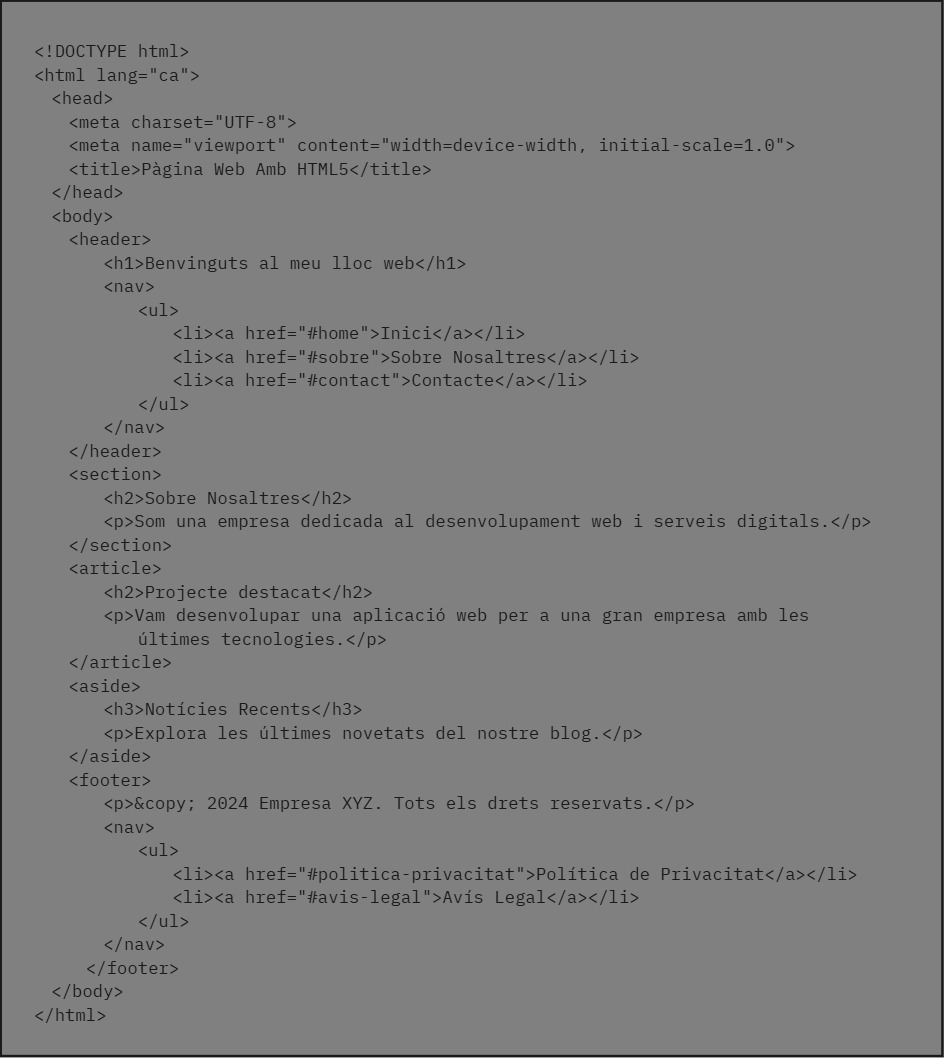 <!DOCTYPE html>
<html lang="ca">
<head>
<meta charset="UTF-8">
<meta name="viewport" content="width=device-width, initial-scale=1.0">
<title>Pàgina Web Amb HTML5</title>
</head>
<body>
<header>
<h1>Benvinguts al meu lloc web</h1>
<nav>
<ul>
<li><a href="#home">Inici</a></li>
<li><a href="#sobre">Sobre Nosaltres</a></li>
<li><a href="#contact">Contacte</a></li>
</ul>
</nav>
</header>
<section>
<h2>Sobre Nosaltres</h2>
<p>Som una empresa dedicada al desenvolupament web i serveis digitals.</p>
</section>
<article>
<h2>Projecte destacat</h2>
<p>Vam desenvolupar una aplicació web per a una gran empresa amb les
últimes tecnologies.</p>
</article>
<aside>
<h3>Notícies Recents</h3>
<p>Explora les últimes novetats del nostre blog.</p>
</aside>
<footer>
<p>&copy; 2024 Empresa XYZ. Tots els drets reservats.</p>
<nav>
<ul>
<li><a href="#politica-privacitat">Política de Privacitat</a></li>
<li><a href="#avis-legal">Avís Legal</a></li>
</ul>
</nav>
</footer>
</body>
</html>